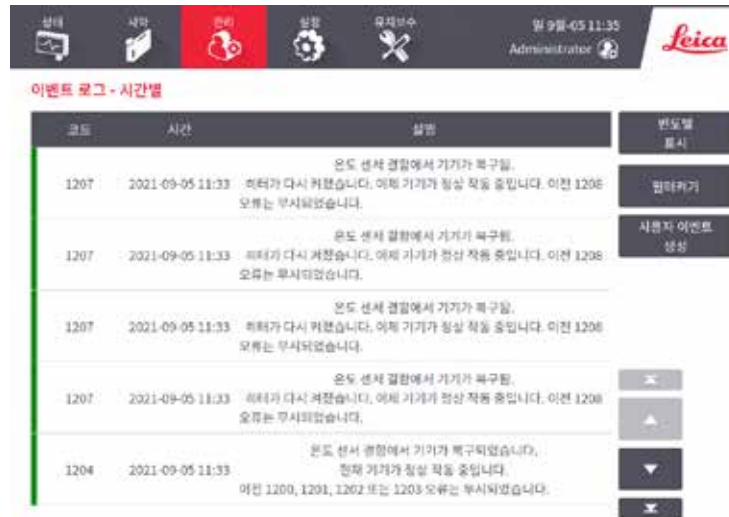 상태
시약
관리
설정
유지보수
일 9월-05 11:35
Administrator
Leica
이벤트 로그 - 시간별
코드 시간 설명
빈도별
표시
필터켜기
사용자 이벤트
생성
온도 센서 결함에서 기기가 복구됨.
1207 2021-09-05 11:33 히터가 다시 켜졌습니다. 이제 기기가 정상 작동 중입니다. 이전 1208
오류는 무시되었습니다.
온도 센서 결함에서 기기가 복구됨.
1207 2021-09-05 11:33 히터가 다시 켜졌습니다. 이제 기기가 정상 작동 중입니다. 이전 1208
오류는 무시되었습니다.
온도 센서 결함에서 기기가 복구됨.
1207 2021-09-05 11:33 히터가 다시 켜졌습니다. 이제 기기가 정상 작동 중입니다. 이전 1208
오류는 무시되었습니다.
온도 센서 결함에서 기기가 복구됨.
1207 2021-09-05 11:33 히터가 다시 켜졌습니다. 이제 기기가 정상 작동 중입니다. 이전 1208
오류는 무시되었습니다.
온도 센서 결함에서 기기가 복구되었습니다.
1204 2021-09-05 11:33 현재 기기가 정상 작동 중입니다.
이전 1200, 1201, 1202 또는 1203 오류는 무시되었습니다.